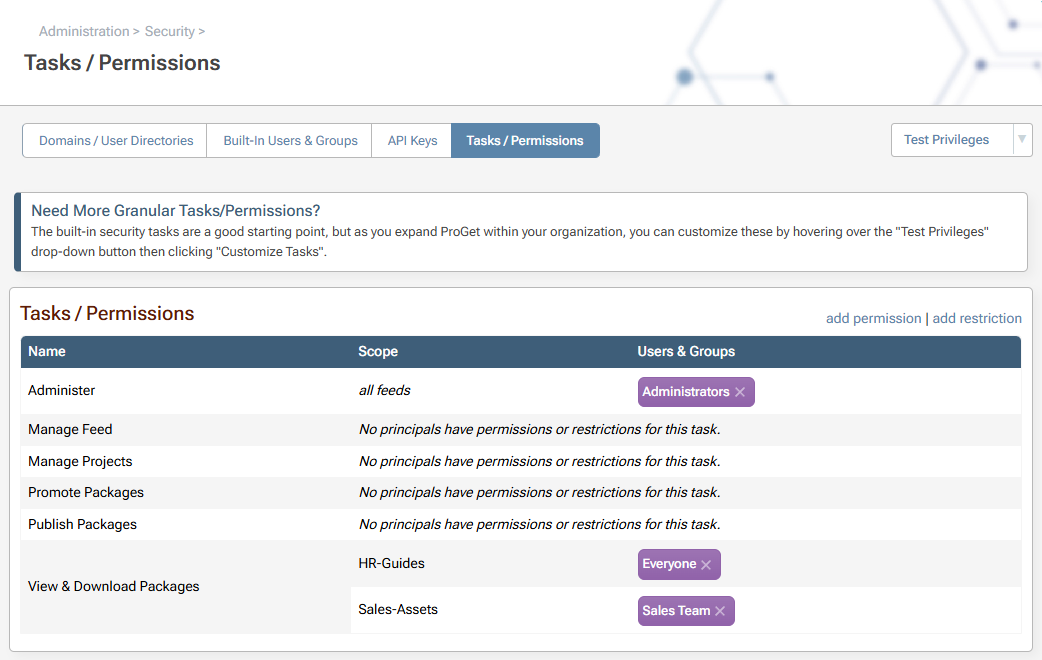 Administration > Security >
Tasks / Permissions
Domains / User Directories
Built-In Users & Groups
API Keys
Tasks / Permissions
Test Privileges
Need More Granular Tasks/Permissions?
The built-in security tasks are a good starting point, but as you expand ProGet within your organization, you can customize these by hovering over the "Test Privileges"
drop-down button then clicking "Customize Tasks".
Tasks / Permissions
add permission | add restriction
Name Scope Users & Groups
Administer all feeds Administrators ×
Manage Feed No principals have permissions or restrictions for this task.
Manage Projects No principals have permissions or restrictions for this task.
Promote Packages No principals have permissions or restrictions for this task.
Publish Packages No principals have permissions or restrictions for this task.
View & Download Packages
HR-Guides Everyone ×
Sales-Assets Sales Team ×